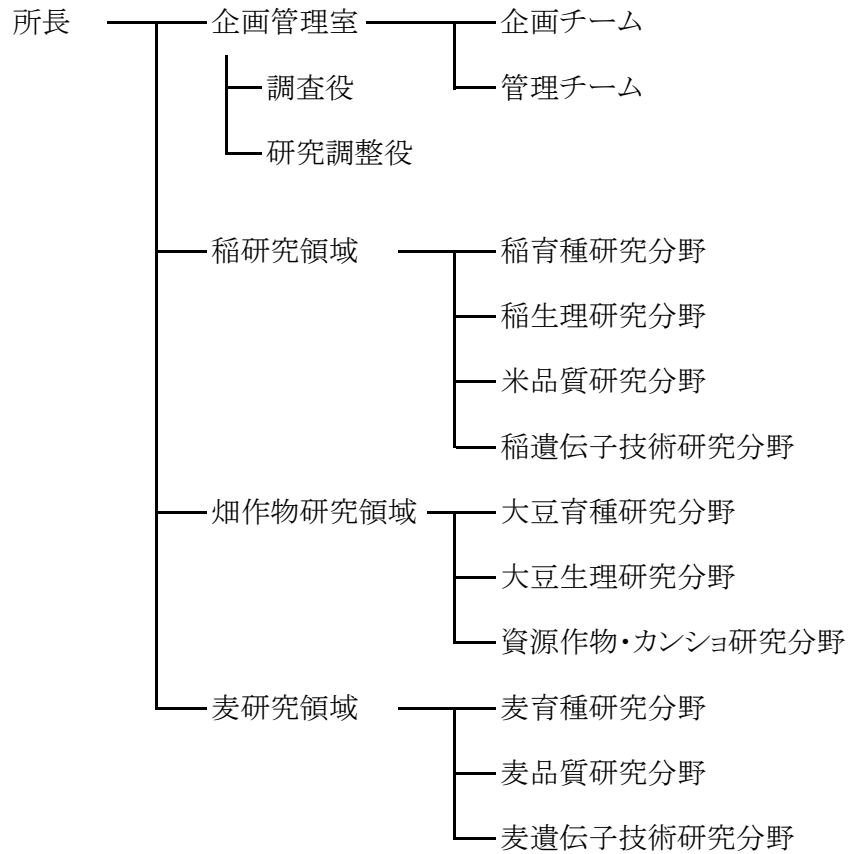 所長 企画管理室 企画チーム
調査役 管理チーム
研究調整役
稲研究領域 稲育種研究分野
稲生理研究分野
米品質研究分野
稲遺伝子技術研究分野
畑作物研究領域 大豆育種研究分野
大豆生理研究分野
資源作物・カンショ研究分野
麦研究領域 麦育種研究分野
麦品質研究分野
麦遺伝子技術研究分野